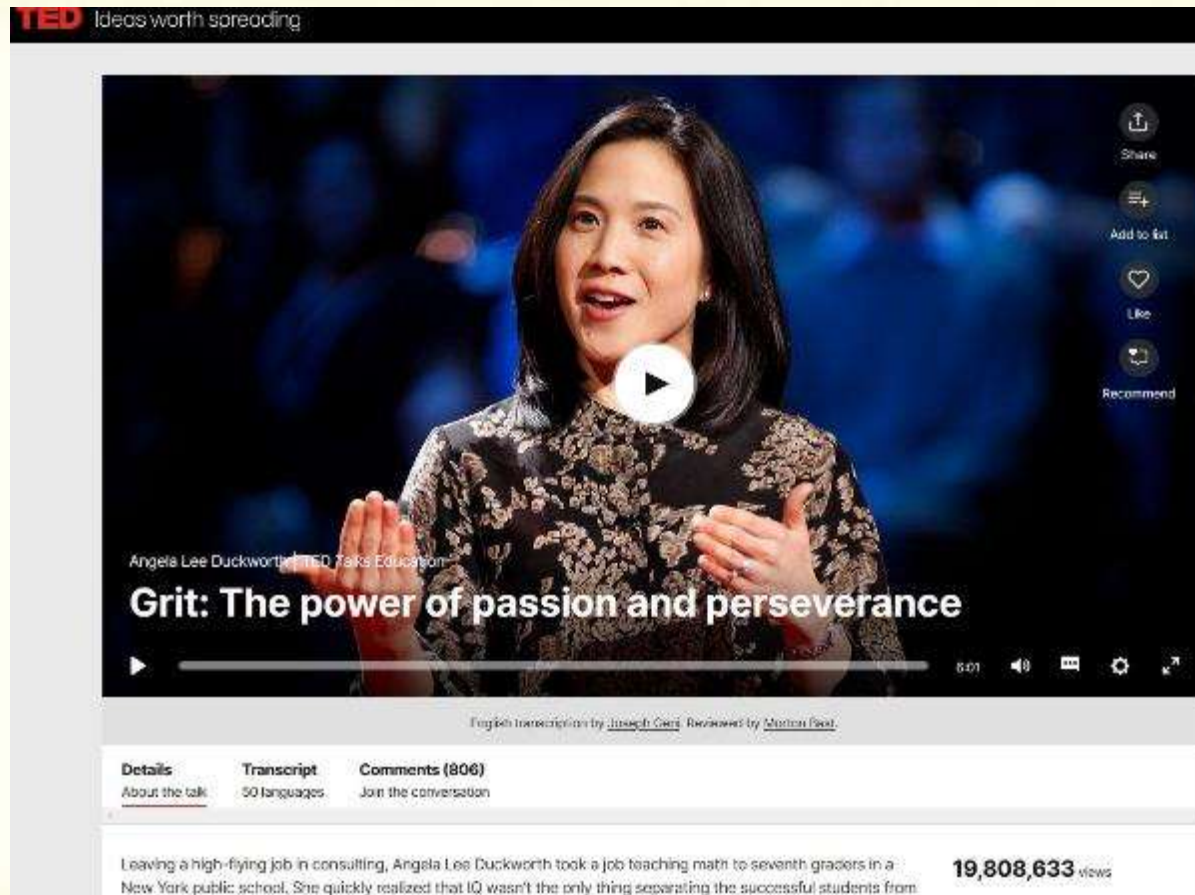 TED Ideas worth spreading
Share
Add to list
Like
Recommend
Angela Lee Duckworth | TED Talks Education
Grit: The power of passion and perseverance
6:01
English transcription by Joseph Geni. Reviewed by Morton Bast.
Details Transcript Comments (806)
About the talk 50 languages Join the conversation
Leaving a high-flying job in consulting, Angela Lee Duckworth took a job teaching math to seventh graders in a
19,808,633 views
New York public school. She quickly realized that IQ wasn't the only thing separating the successful students from